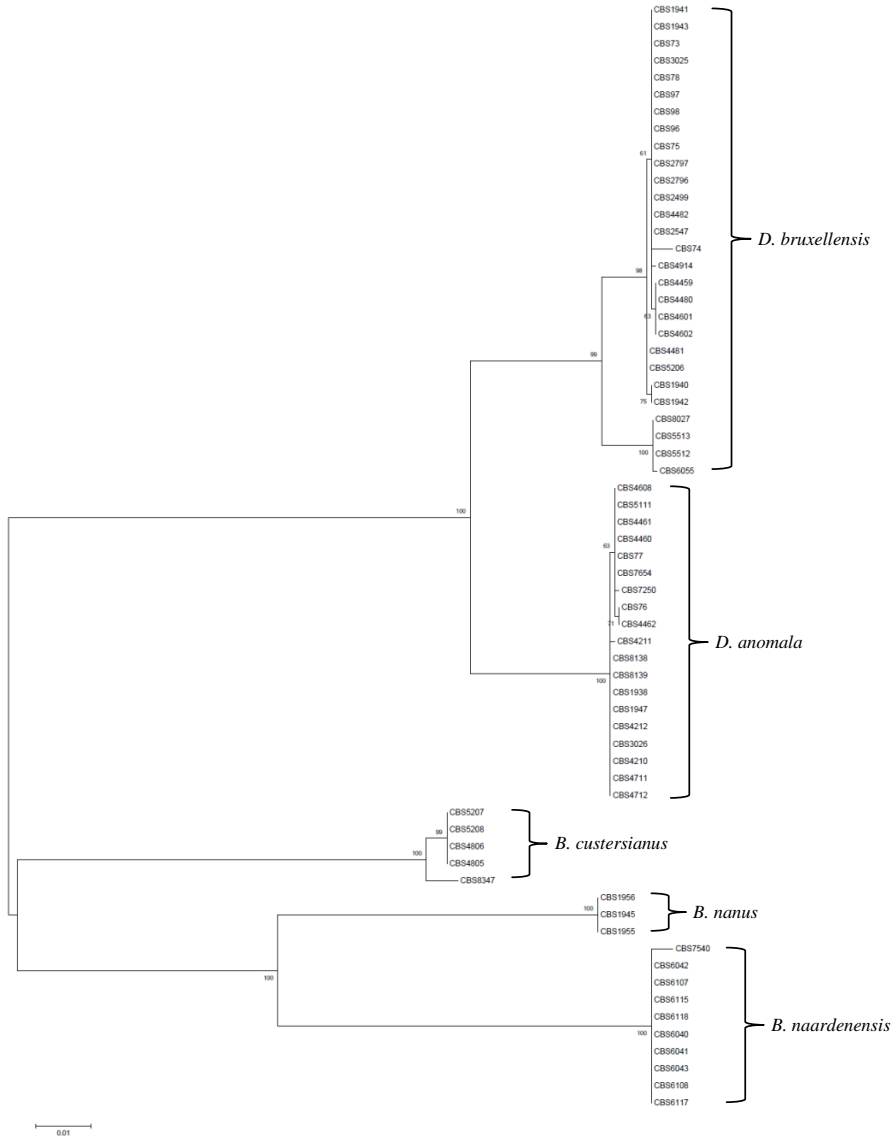 CBS1941
CBS1943
CBS73
CBS3025
CBS78
CBS97
CBS98
CBS96
CBS75
61
CBS2797
CBS2796
CBS2499
CBS4482
CBS2547
D. bruxellensis
CBS74
98
CBS4914
CBS4459
CBS4480
63
CBS4601
CBS4602
CBS4481
99
CBS5206
CBS1940
75
CBS1942
CBS8027
CBS5513
100
CBS5512
CBS6055
CBS4608
CBS5111
100
CBS4461
CBS4460
63
CBS77
CBS7654
CBS7250
CBS76
71
CBS4462
CBS4211
D. anomala
CBS8138
100
CBS8139
CBS1938
CBS1947
CBS4212
CBS3026
CBS4210
CBS4711
CBS4712
CBS5207
99
CBS5208
CBS4806
B. custersianus
100
CBS4805
CBS8347
CBS1956
100
CBS1945
B. nanus
CBS1955
CBS7540
CBS6042
100
CBS6107
CBS6115
CBS6118
B. naardenensis
100
CBS6040
CBS6041
CBS6043
CBS6108
CBS6117
0.01